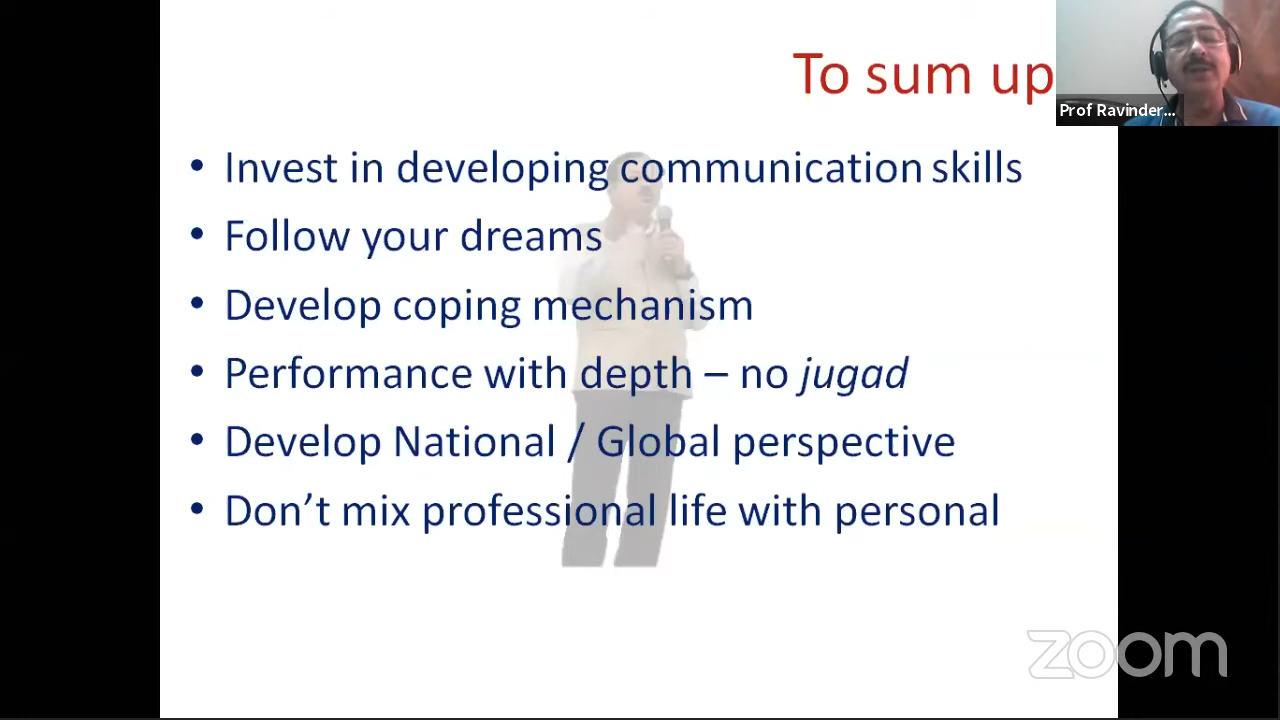 To sum up
Prof Ravinder...
• Invest in developing communication skills
• Follow your dreams
• Develop coping mechanism
• Performance with depth – no jugad
• Develop National / Global perspective
• Don’t mix professional life with personal
zoom